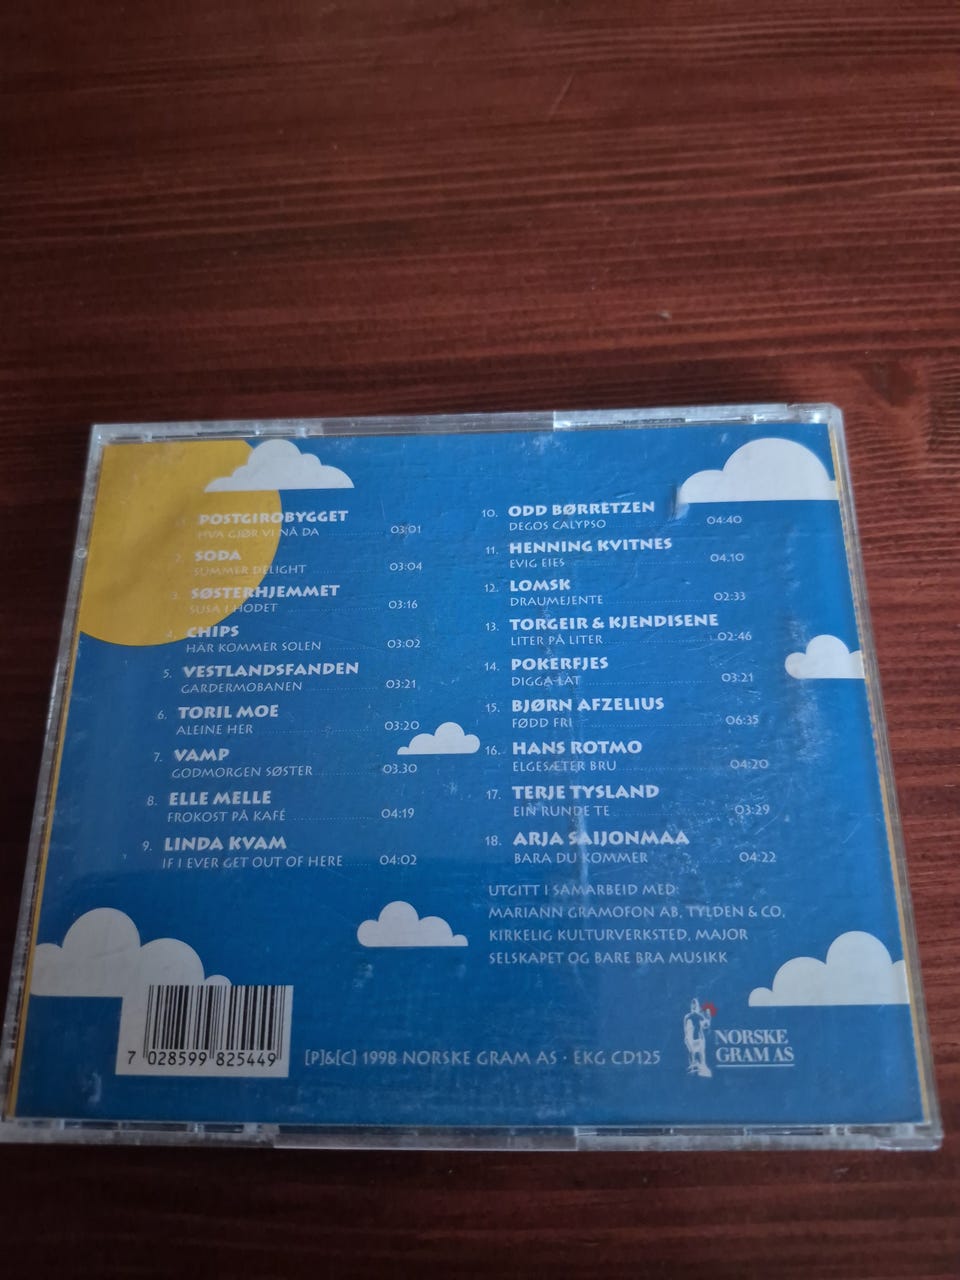 1. POSTGIROBYGGET
HVA GJØR VI NÅ DA 03:01
2. SODA
SUMMER DELIGHT 03:04
3. SØSTERHJEMMET
SUSA I HODET 03:16
4. CHIPS
HÄR KOMMER SOLEN 03:02
5. VESTLANDSFANDEN
GARDERMOBANEN 03:21
6. TORIL MOE
ALEINE HER 03:20
7. VAMP
GODMORGEN SØSTER 03.30
8. ELLE MELLE
FROKOST PÅ KAFÉ 04:19
9. LINDA KVAM
IF I EVER GET OUT OF HERE 04:02
10. ODD BØRRETZEN
DEGOS CALYPSO 04:40
11. HENNING KVITNES
EVIG EIES 04.10
12. LOMSK
DRAUMEJENTE 02:33
13. TORGEIR & KJENDISENE
LITER PÅ LITER 02:46
14. POKERFJES
DIGGA-LÅT 03:21
15. BJØRN AFZELIUS
FØDD FRI 06:35
16. HANS ROTMO
ELGESÆTER BRU 04:20
17. TERJE TYSLAND
EIN RUNDE TE 03:29
18. ARJA SAIJONMAA
BARA DU KOMMER 04:22
UTGITT I SAMARBEID MED:
MARIANN GRAMOFON AB, TYLDEN & CO,
KIRKELIG KULTURVERKSTED, MAJOR
SELSKAPET OG BARE BRA MUSIKK
7 028599 825449
[P]&[C] 1998 NORSKE GRAM AS · EKG CD125
NORSKE
GRAM AS